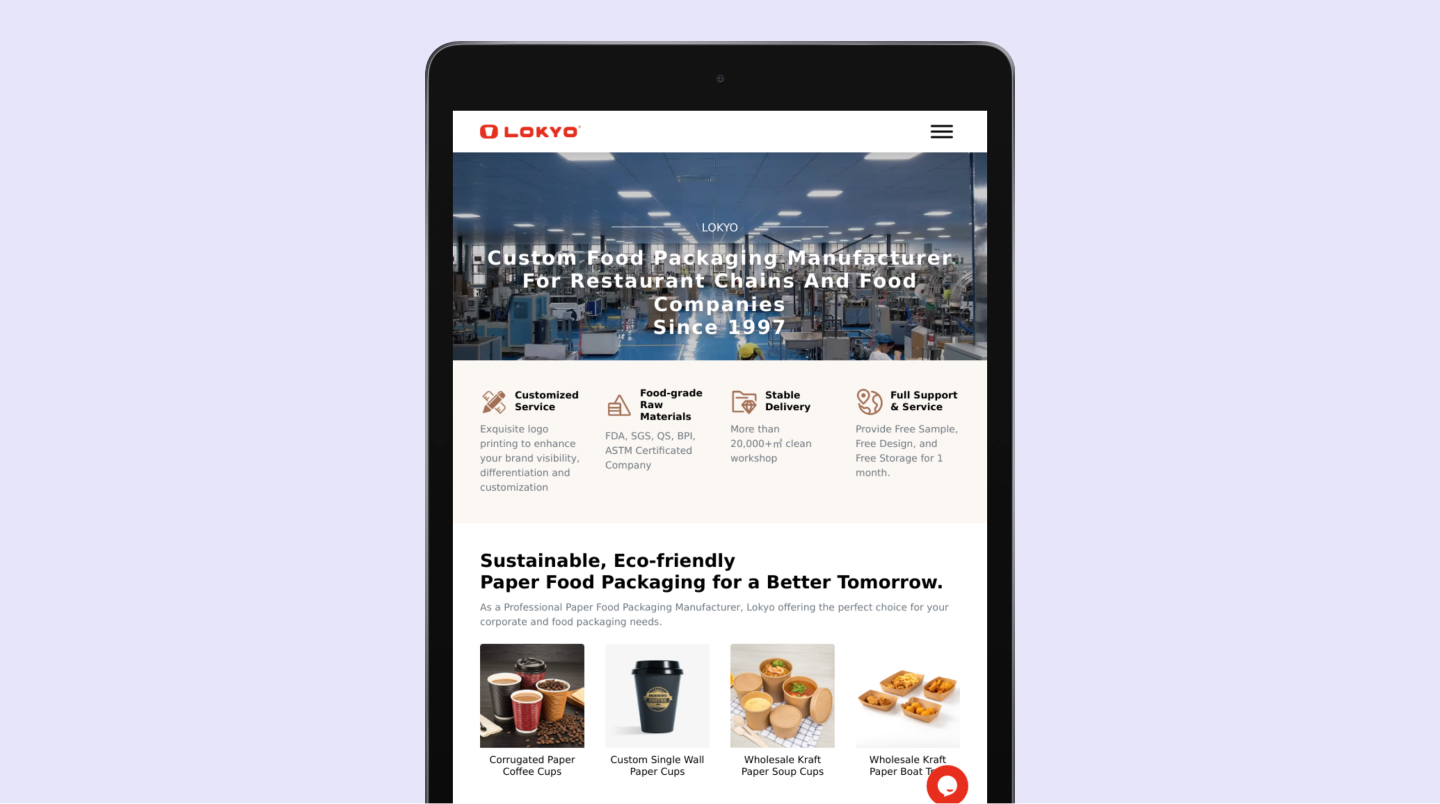 LOKYO
LOKYO
Custom Food Packaging Manufacturer
For Restaurant Chains And Food
Companies
Since 1997
Customized
Service
Exquisite logo
printing to enhance
your brand visibility,
differentiation and
customization
Food-grade
Raw
Materials
FDA, SGS, QS, BPI,
ASTM Certificated
Company
Stable
Delivery
More than
20,000+㎡ clean
workshop
Full Support
& Service
Provide Free Sample,
Free Design, and
Free Storage for 1
month.
Sustainable, Eco-friendly
Paper Food Packaging for a Better Tomorrow.
As a Professional Paper Food Packaging Manufacturer, Lokyo offering the perfect choice for your
corporate and food packaging needs.
Corrugated Paper
Coffee Cups
Custom Single Wall
Paper Cups
Wholesale Kraft
Paper Soup Cups
Wholesale Kraft
Paper Boat